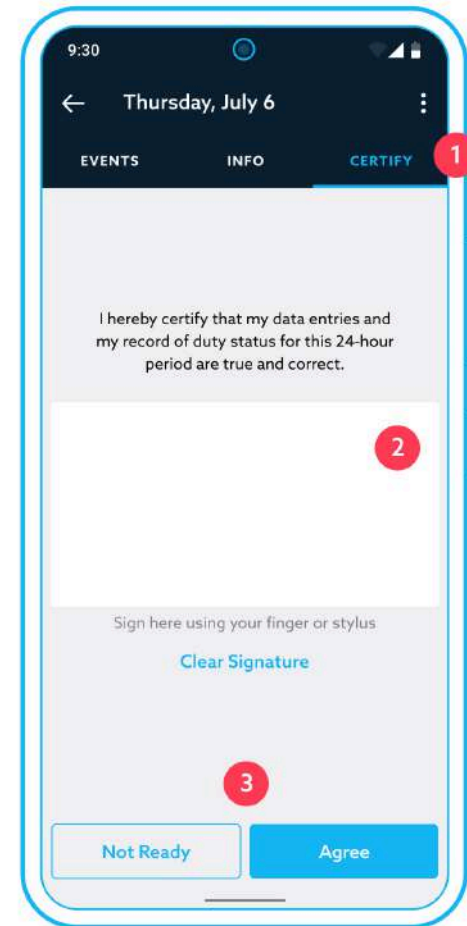 9:30
Thursday, July 6
EVENTS INFO CERTIFY 1
I hereby certify that my data entries and
my record of duty status for this 24-hour
period are true and correct.
2
Sign here using your finger or stylus
Clear Signature
3
Not Ready Agree